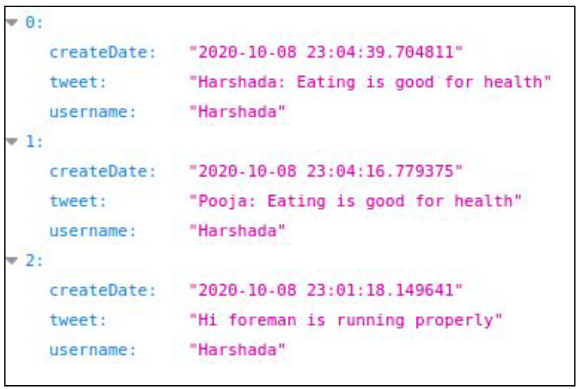 0:
createDate: "2020-10-08 23:04:39.704811"
tweet: "Harshada: Eating is good for health"
username: "Harshada"
1:
createDate: "2020-10-08 23:04:16.779375"
tweet: "Pooja: Eating is good for health"
username: "Harshada"
2:
createDate: "2020-10-08 23:01:18.149641"
tweet: "Hi foreman is running properly"
username: "Harshada"